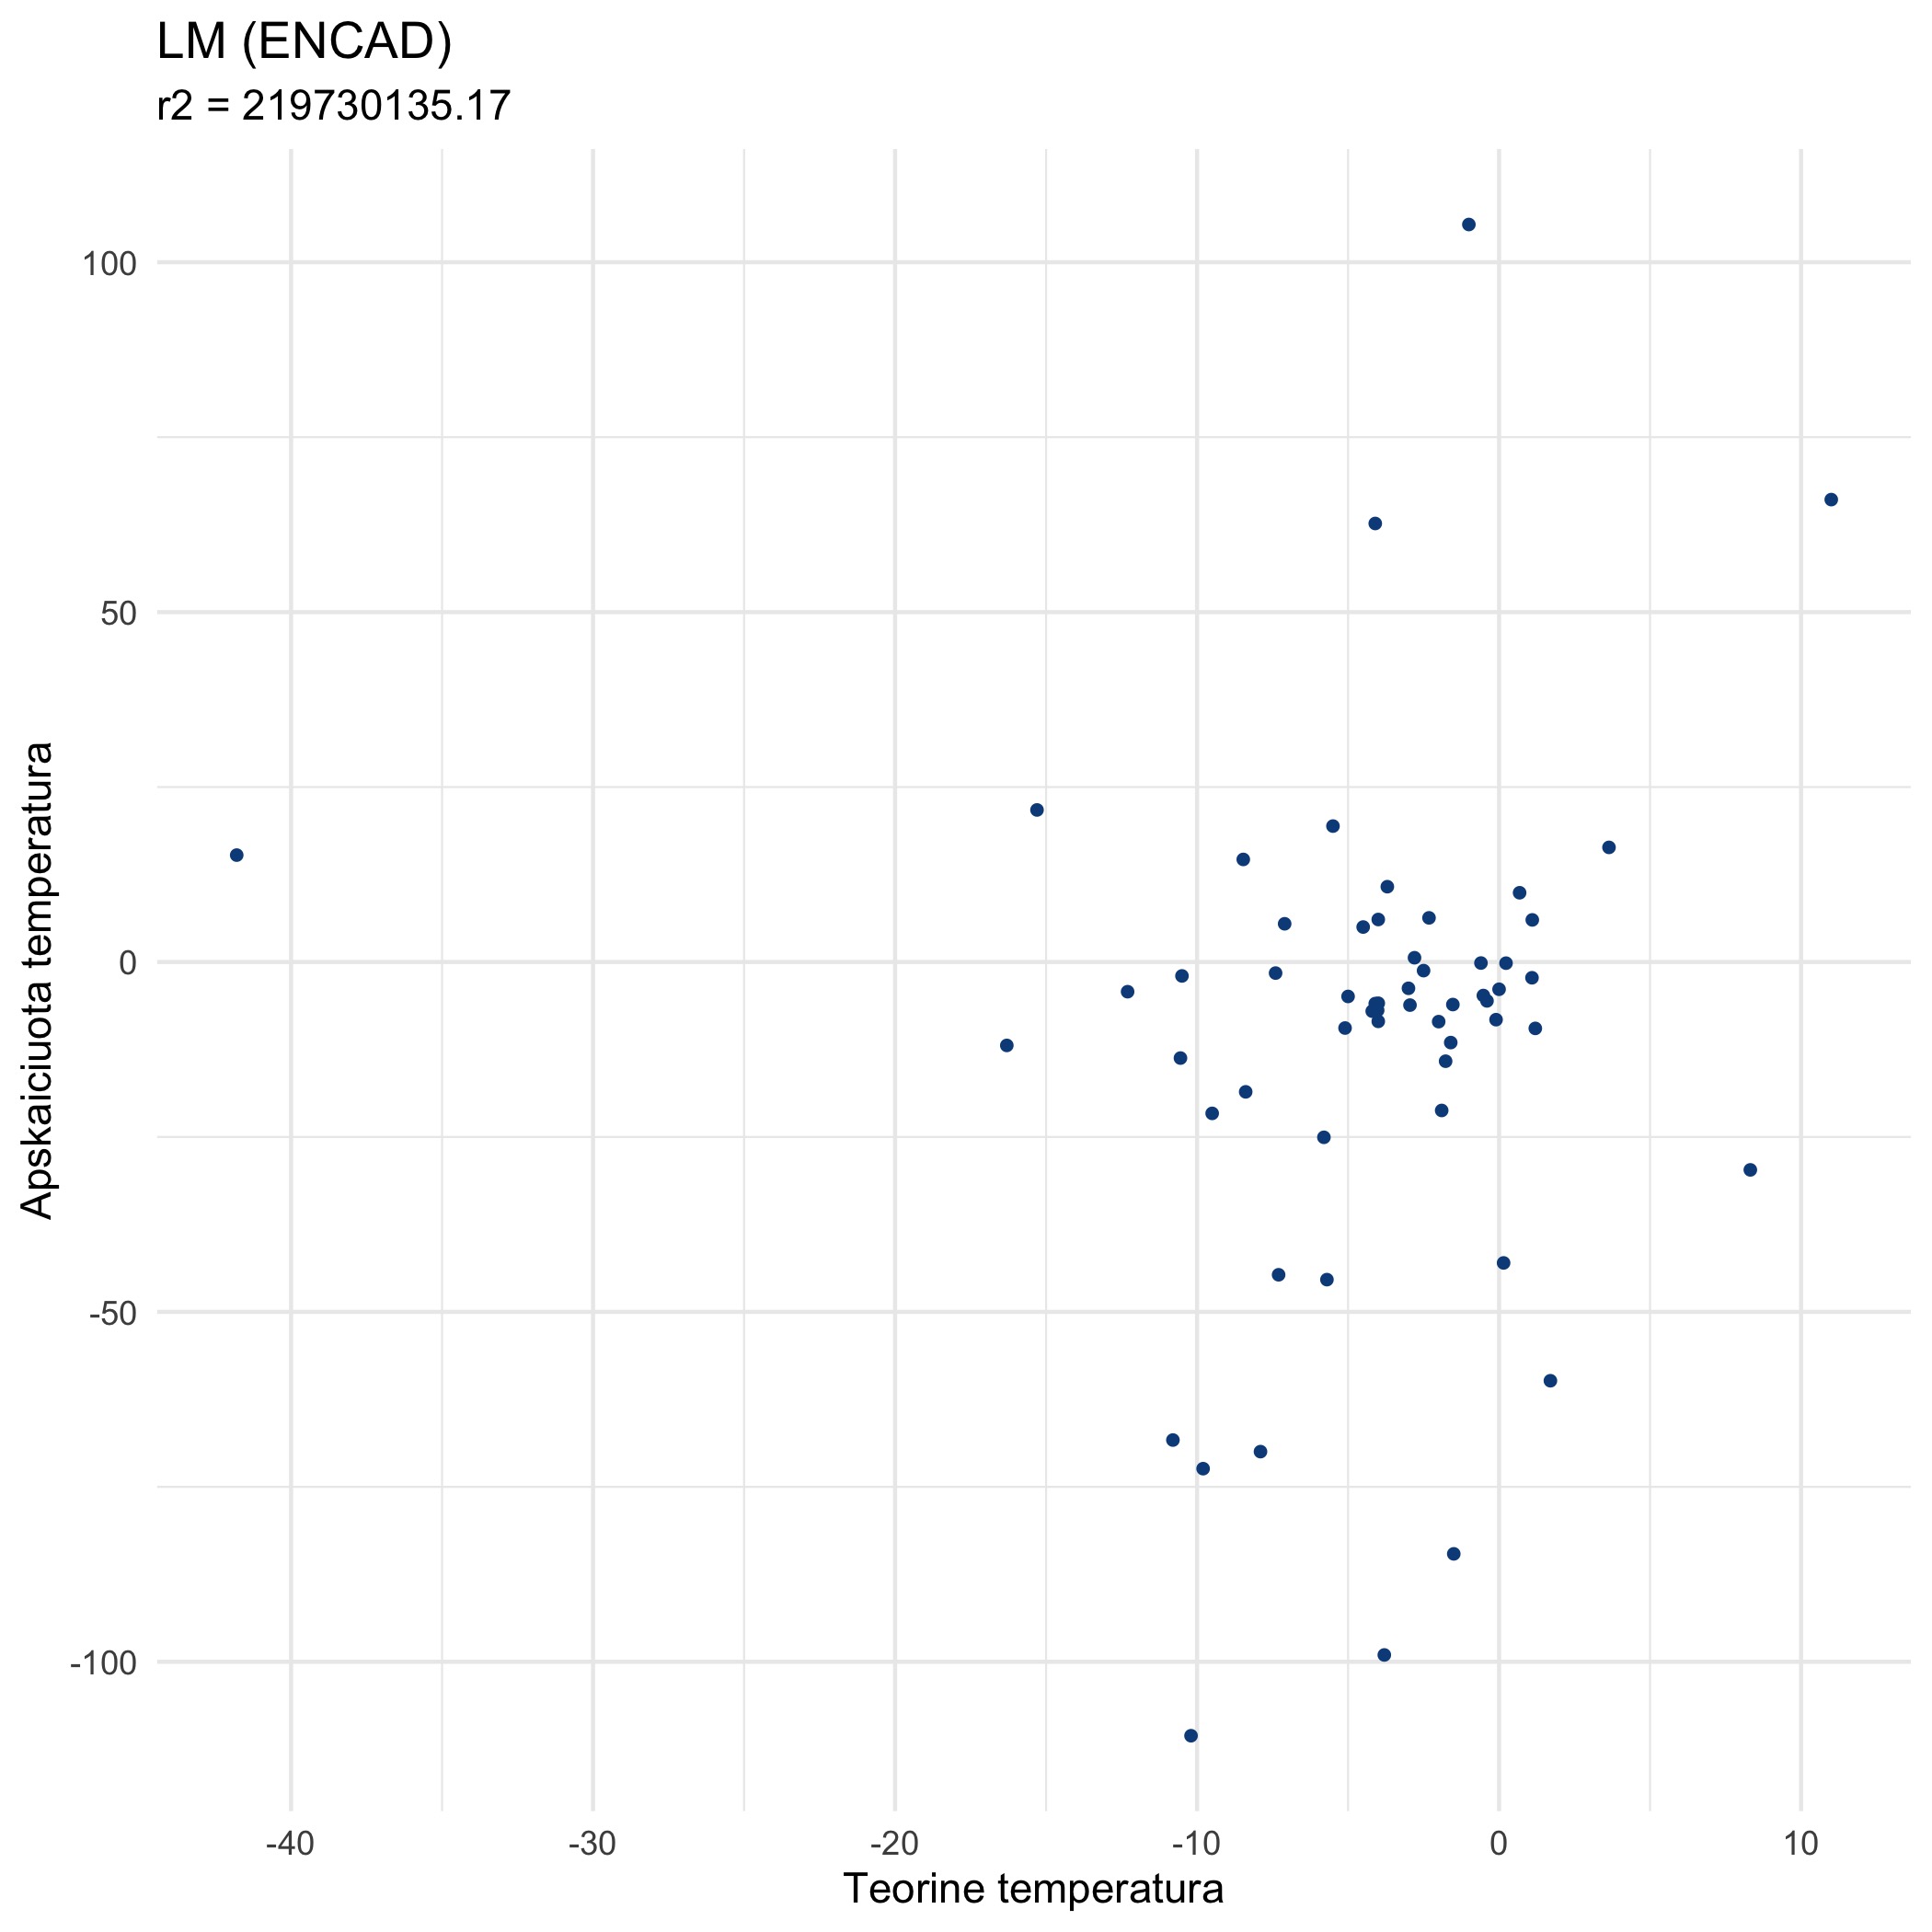 LM (ENCAD)
r2 = 219730135.17
100
50
0
-50
-100
Apskaiciuota temperatura
-40
-30
-20
-10
0
10
Teorine temperatura